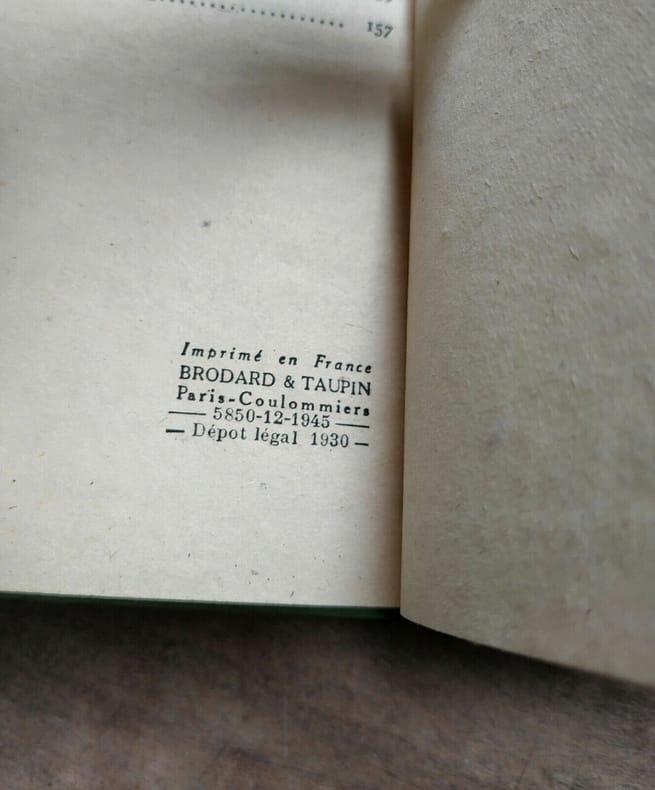 157
Imprimé en France
BRODARD & TAUPIN
Paris-Coulommiers
5850-12-1945
— Dépot légal 1930 —